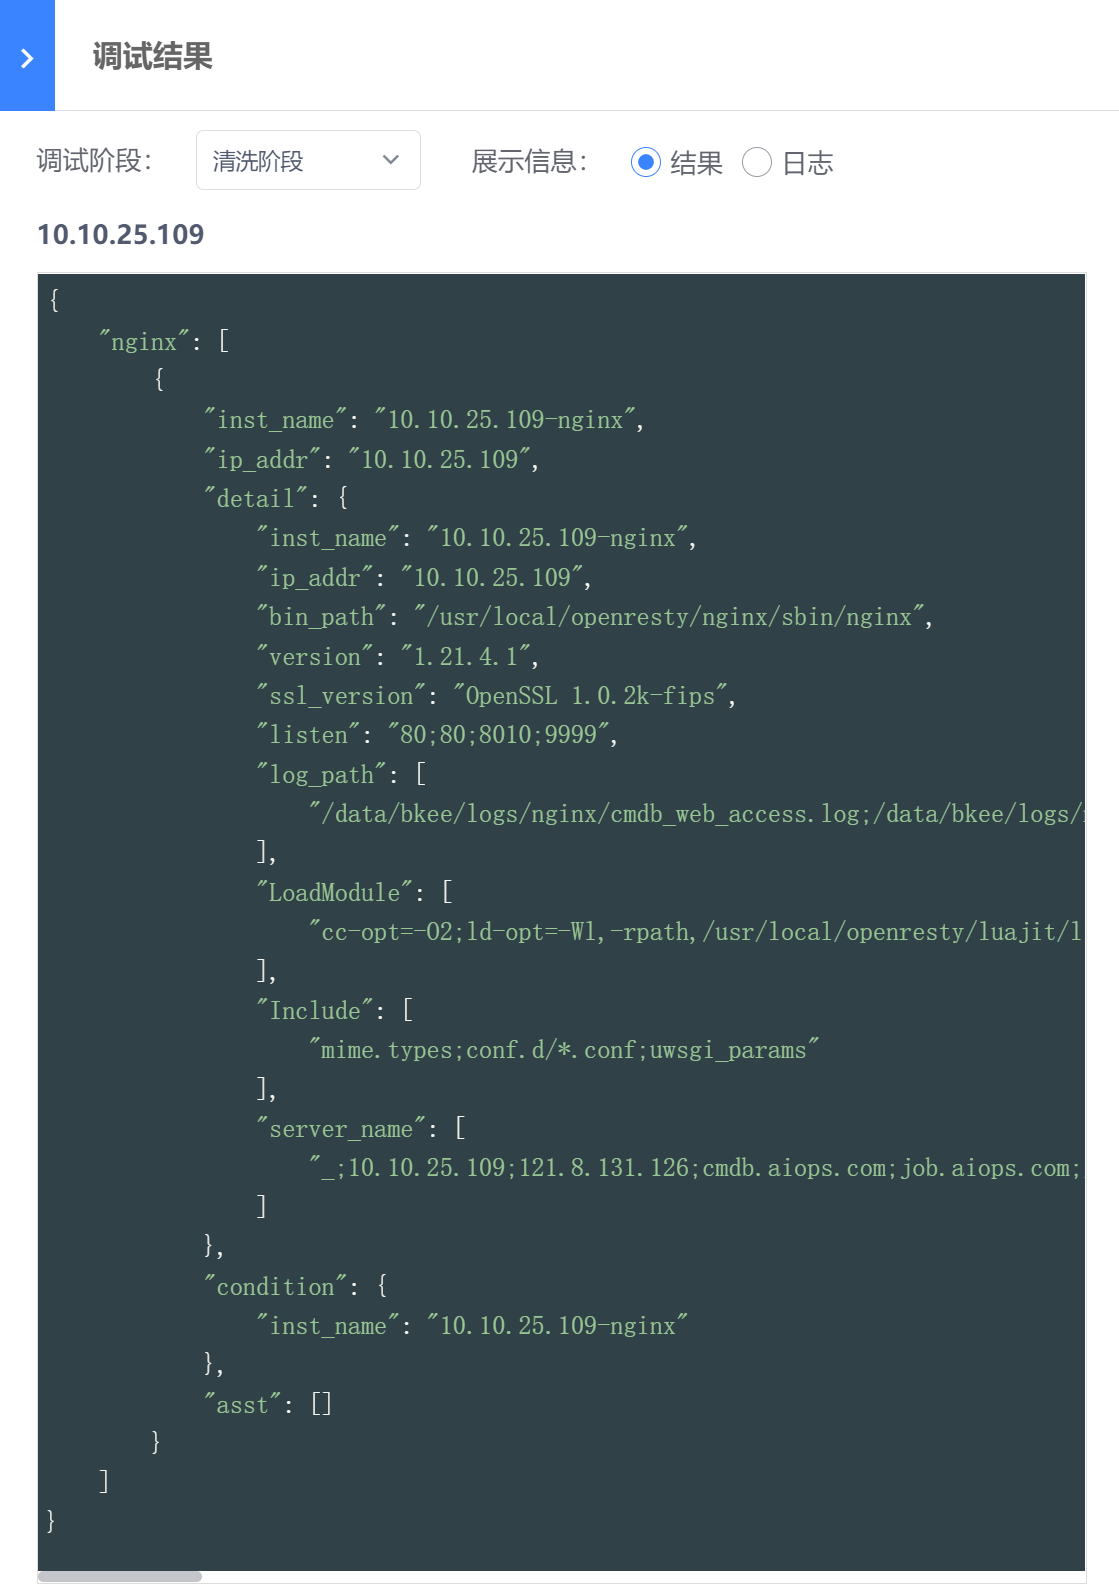 调试结果
调试阶段： 清洗阶段 展示信息： 结果 日志
10.10.25.109
{
    "nginx": [
        {
            "inst_name": "10.10.25.109-nginx",
            "ip_addr": "10.10.25.109",
            "detail": {
                "inst_name": "10.10.25.109-nginx",
                "ip_addr": "10.10.25.109",
                "bin_path": "/usr/local/openresty/nginx/sbin/nginx",
                "version": "1.21.4.1",
                "ssl_version": "OpenSSL 1.0.2k-fips",
                "listen": "80;80;8010;9999",
                "log_path": [
                    "/data/bkee/logs/nginx/cmdb_web_access.log;/data/bkee/logs/
                ],
                "LoadModule": [
                    "cc-opt=-O2;ld-opt=-Wl,-rpath,/usr/local/openresty/luajit/l
                ],
                "Include": [
                    "mime.types;conf.d/*.conf;uwsgi_params"
                ],
                "server_name": [
                    "_;10.10.25.109;121.8.131.126;cmdb.aiops.com;job.aiops.com;
                ]
            },
            "condition": {
                "inst_name": "10.10.25.109-nginx"
            },
            "asst": []
        }
    ]
}